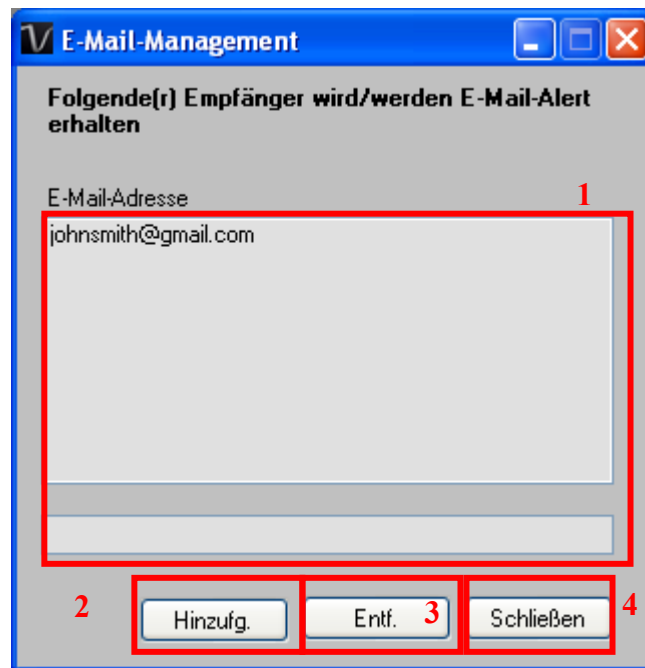 E-Mail-Management
Folgende(r) Empfänger wird/werden E-Mail-Alert
erhalten
E-Mail-Adresse
1
johnsmith@gmail.com
2
Hinzufg.
Entf.
3
Schließen
4